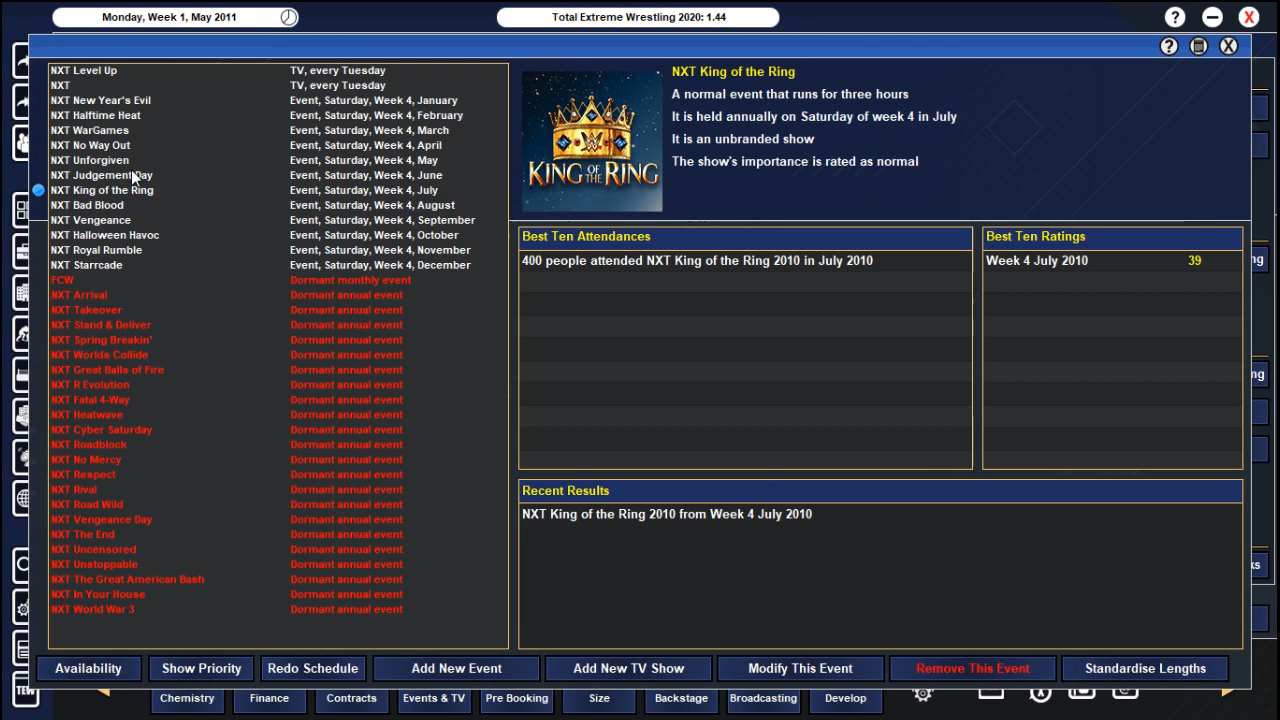 Monday, Week 1, May 2011
Total Extreme Wrestling 2020: 1.44
NXT Level Up TV, every Tuesday
NXT TV, every Tuesday
NXT New Year's Evil Event, Saturday, Week 4, January
NXT Halftime Heat Event, Saturday, Week 4, February
NXT WarGames Event, Saturday, Week 4, March
NXT No Way Out Event, Saturday, Week 4, April
NXT Unforgiven Event, Saturday, Week 4, May
NXT Judgement Day Event, Saturday, Week 4, June
NXT King of the Ring Event, Saturday, Week 4, July
NXT Bad Blood Event, Saturday, Week 4, August
NXT Vengeance Event, Saturday, Week 4, September
NXT Halloween Havoc Event, Saturday, Week 4, October
NXT Royal Rumble Event, Saturday, Week 4, November
NXT Starrcade Event, Saturday, Week 4, December
FCW Dormant monthly event
NXT Arrival Dormant annual event
NXT Takeover Dormant annual event
NXT Stand & Deliver Dormant annual event
NXT Spring Breakin' Dormant annual event
NXT Worlds Collide Dormant annual event
NXT Great Balls of Fire Dormant annual event
NXT R Evolution Dormant annual event
NXT Fatal 4-Way Dormant annual event
NXT Heatwave Dormant annual event
NXT Cyber Saturday Dormant annual event
NXT Roadblock Dormant annual event
NXT No Mercy Dormant annual event
NXT Respect Dormant annual event
NXT Rival Dormant annual event
NXT Road Wild Dormant annual event
NXT Vengeance Day Dormant annual event
NXT The End Dormant annual event
NXT Uncensored Dormant annual event
NXT Unstoppable Dormant annual event
NXT The Great American Bash Dormant annual event
NXT In Your House Dormant annual event
NXT World War 3 Dormant annual event
KING OF THE RING
NXT King of the Ring
A normal event that runs for three hours
It is held annually on Saturday of week 4 in July
It is an unbranded show
The show's importance is rated as normal
Best Ten Attendances
400 people attended NXT King of the Ring 2010 in July 2010
Best Ten Ratings
Week 4 July 2010 39
Recent Results
NXT King of the Ring 2010 from Week 4 July 2010
Availability
Show Priority
Redo Schedule
Add New Event
Add New TV Show
Modify This Event
Remove This Event
Standardise Lengths
TEW
Chemistry
Finance
Contracts
Events & TV
Pre Booking
Size
Backstage
Broadcasting
Develop